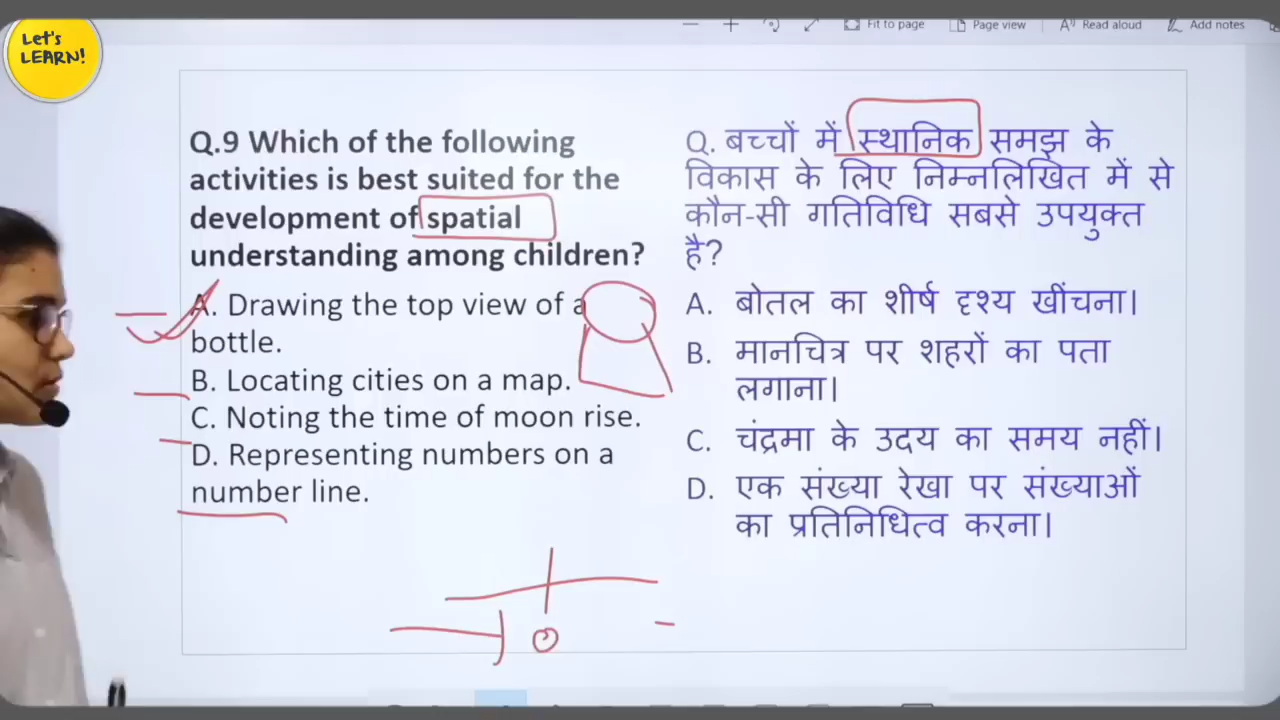 Let's
LEARN!
Fit to page
Page view
Read aloud
Add notes
Q.9 Which of the following
activities is best suited for the
development of spatial
understanding among children?
A. Drawing the top view of a
bottle.
B. Locating cities on a map.
C. Noting the time of moon rise.
D. Representing numbers on a
number line.
Q. बच्चों में स्थानिक समझ के
विकास के लिए निम्नलिखित में से
कौन-सी गतिविधि सबसे उपयुक्त
है?
A. बोतल का शीर्ष दृश्य खींचना।
B. मानचित्र पर शहरों का पता
लगाना।
C. चंद्रमा के उदय का समय नहीं।
D. एक संख्या रेखा पर संख्याओं
का प्रतिनिधित्व करना।
0